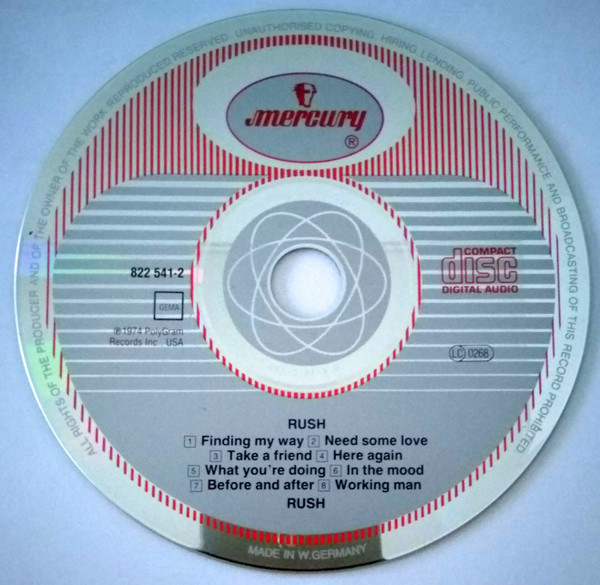 ALL RIGHTS OF THE PRODUCER AND OF THE OWNER OF THE WORK REPRODUCED RESERVED. UNAUTHORISED COPYING, HIRING, LENDING, PUBLIC PERFORMANCE AND BROADCASTING OF THIS RECORD PROHIBITED.
mercury
®
822 541-2
GEMA
℗1974 PolyGram
Records Inc., USA
COMPACT
disc
DIGITAL AUDIO
LC 0268
RUSH
1 Finding my way 2 Need some love
3 Take a friend 4 Here again
5 What you're doing 6 In the mood
7 Before and after 8 Working man
RUSH
MADE IN W.GERMANY